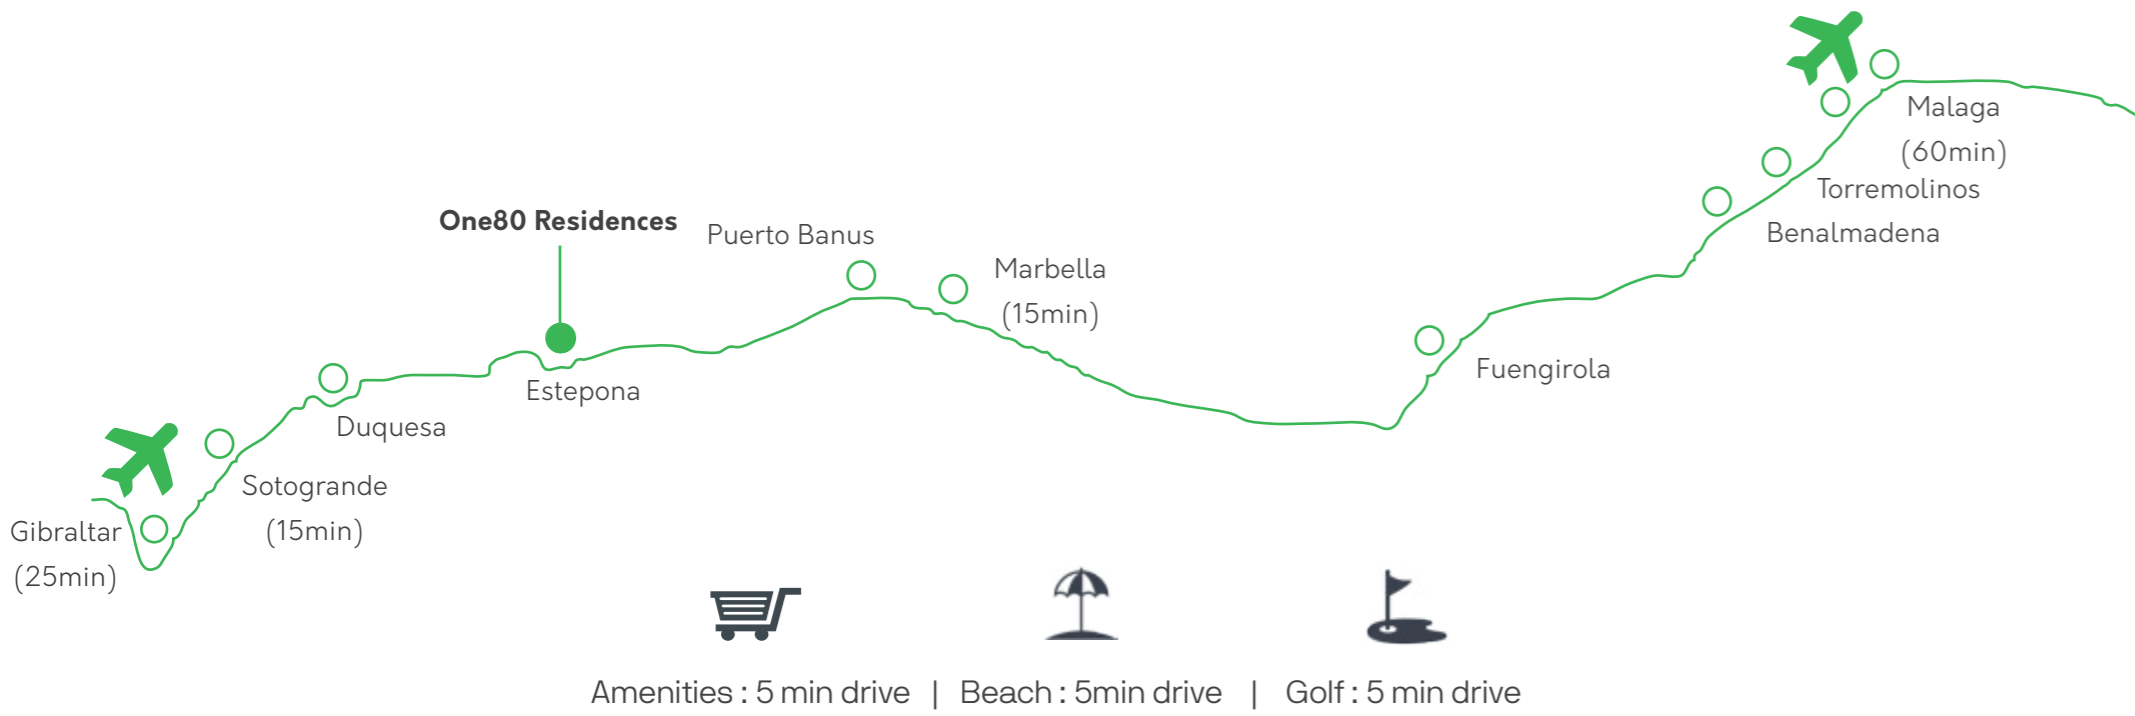 One80 Residences
Puerto Banus
Marbella
(15min)
Malaga
(60min)
Torremolinos
Benalmadena
Fuengirola
Estepona
Duquesa
Sotogrande
(15min)
Gibraltar
(25min)
Amenities : 5 min drive | Beach : 5min drive | Golf : 5 min drive